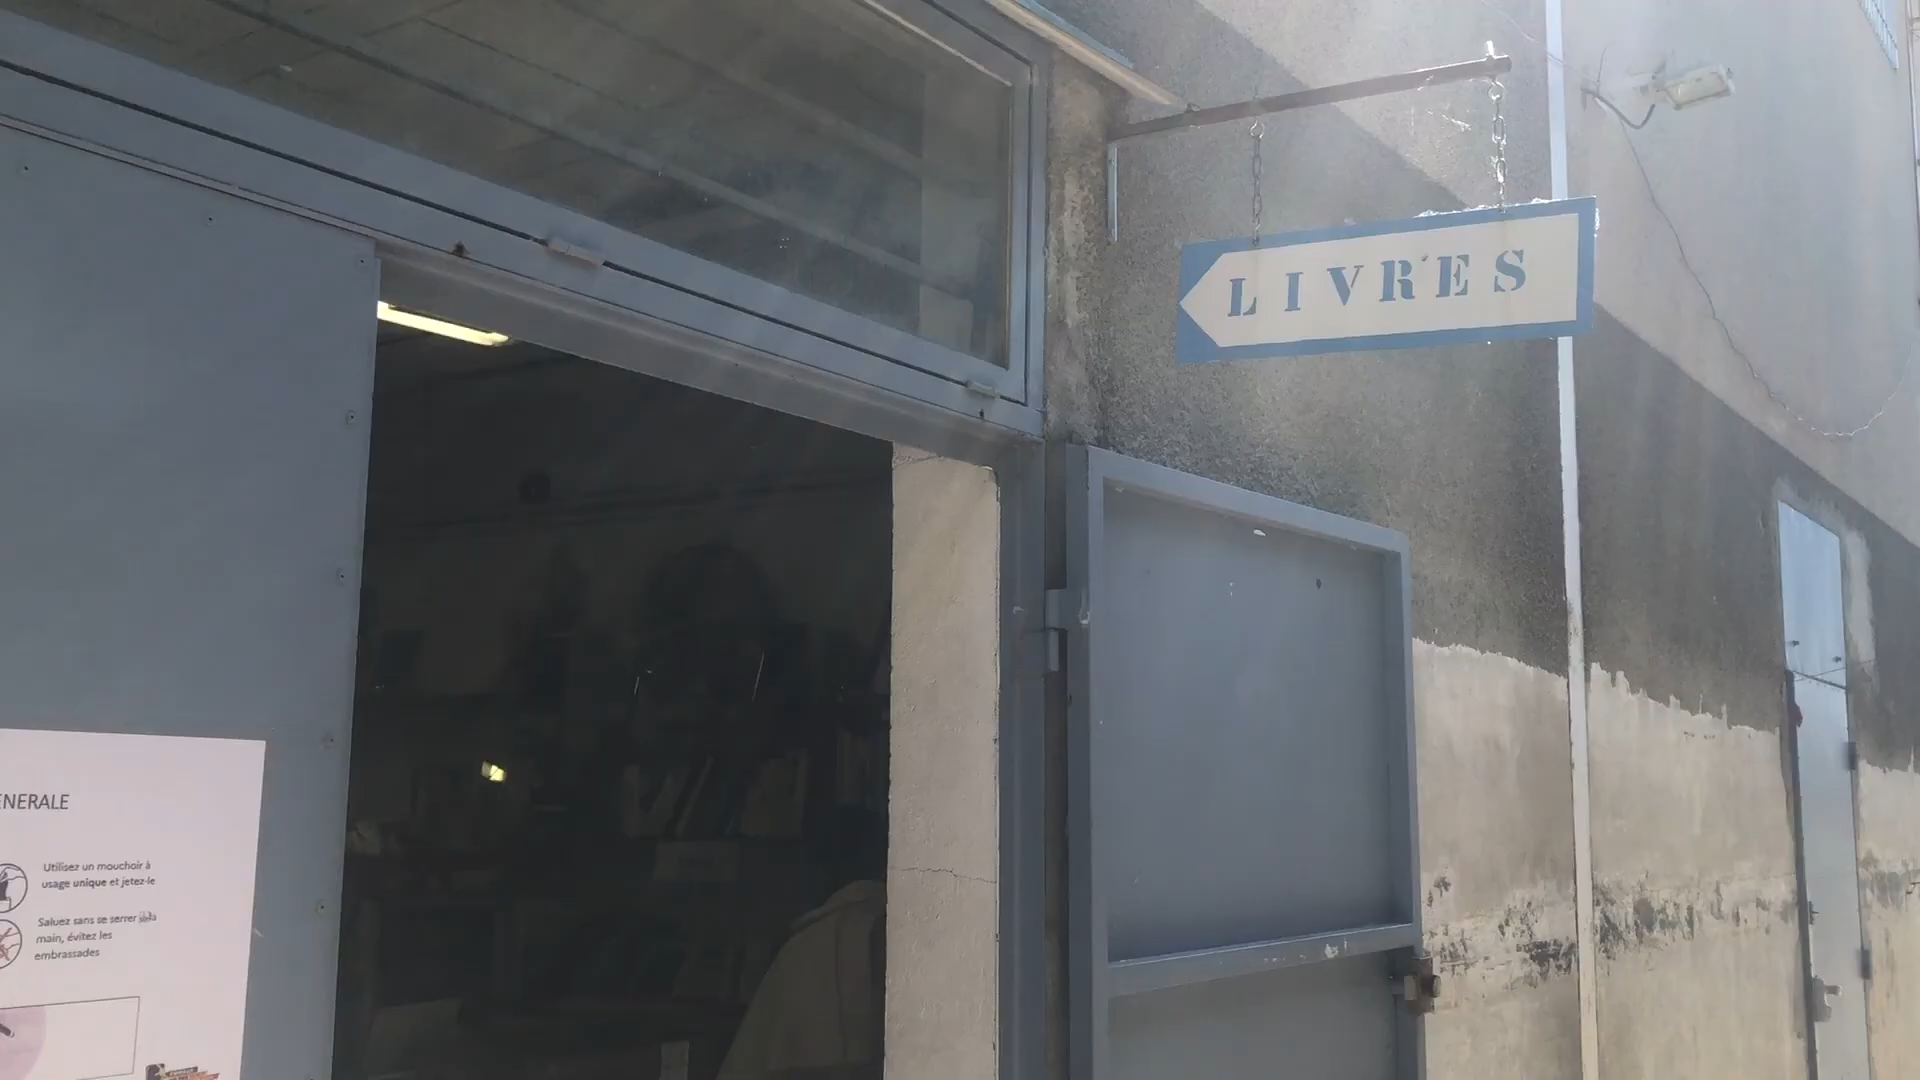 LIVRES
ENERALE
Utilisez un mouchoir à
usage unique et jetez-le
Saluez sans se serrer la
main, évitez les
embrassades